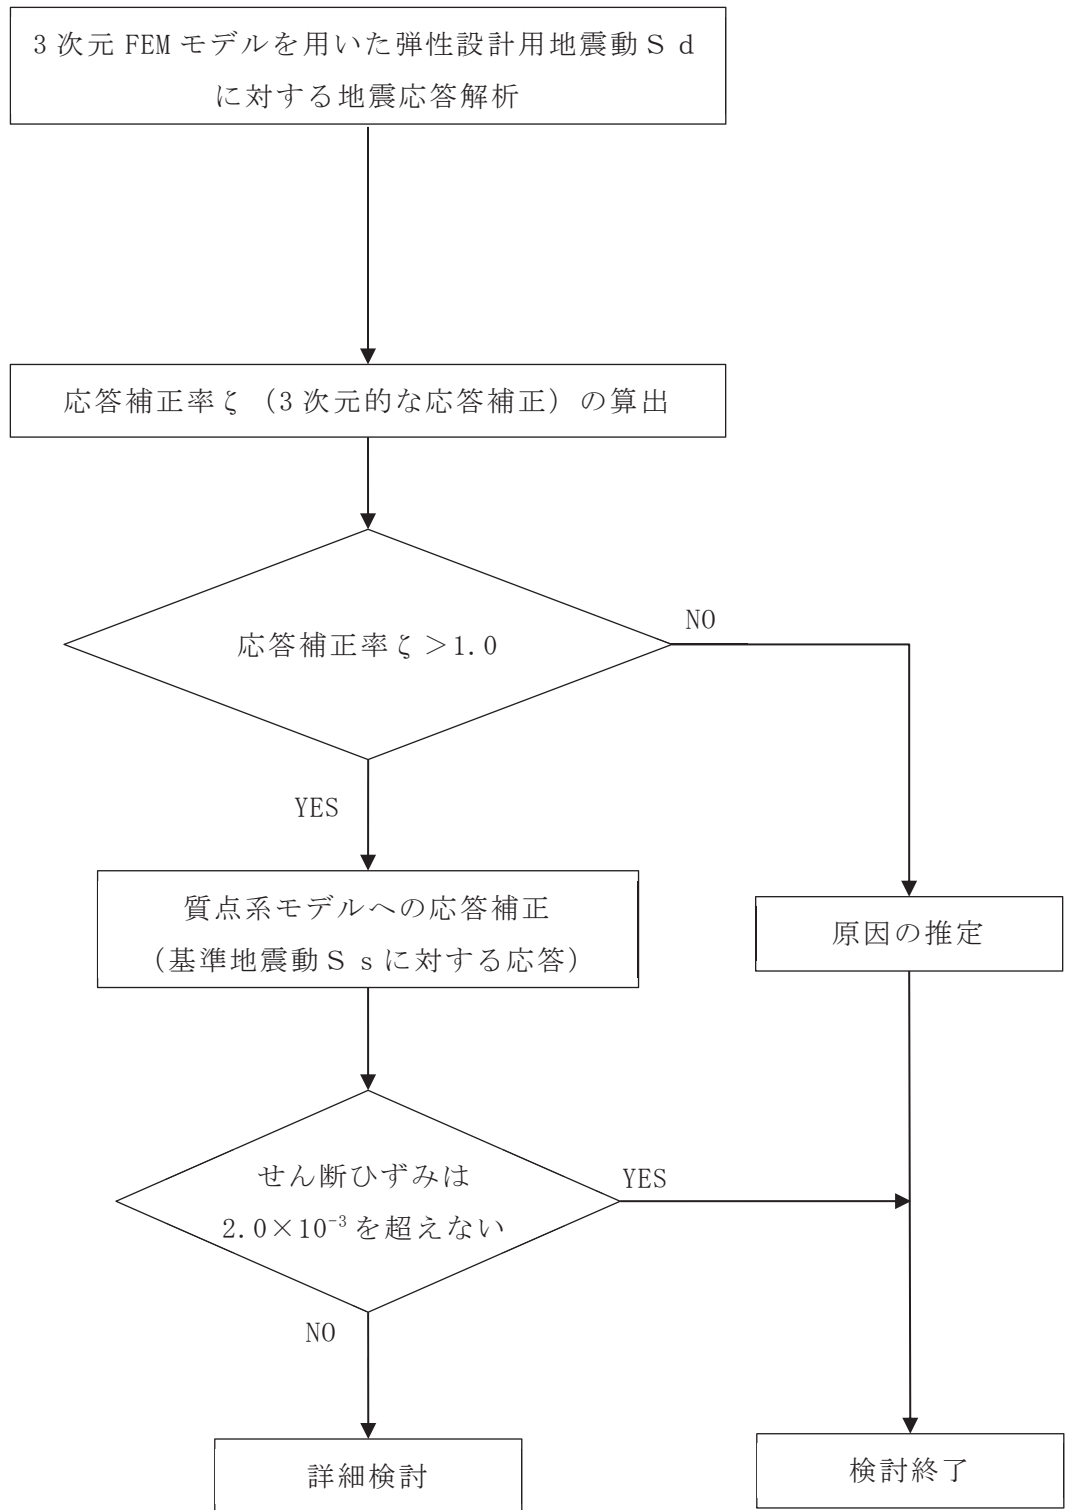 3次元FEMモデルを用いた弾性設計用地震動Ｓｄ
に対する地震応答解析
応答補正率ζ（3次元的な応答補正）の算出
応答補正率ζ＞1.0
NO
YES
質点系モデルへの応答補正
（基準地震動Ｓｓに対する応答）
原因の推定
せん断ひずみは
2.0×10⁻³を超えない
YES
NO
詳細検討
検討終了